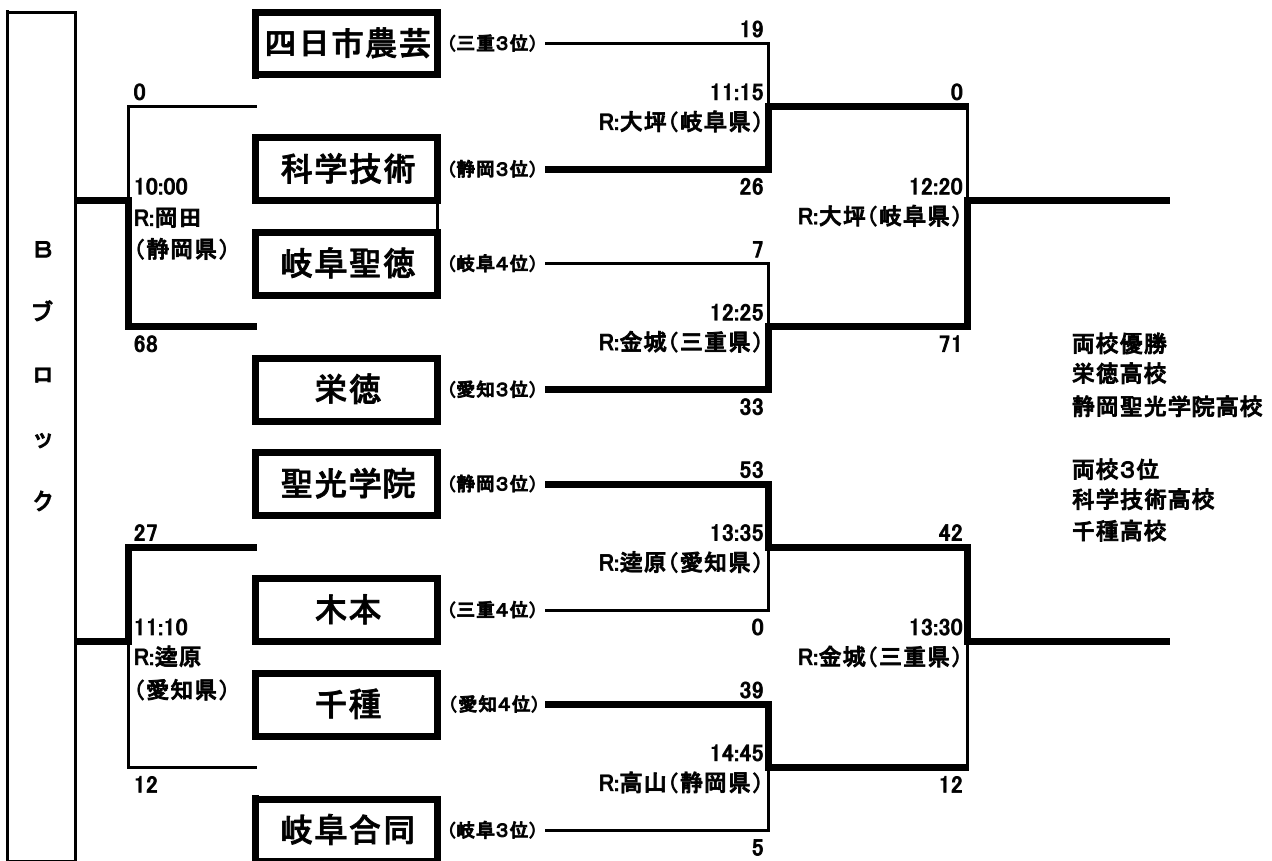 Bブロック
四日市農芸 (三重3位) 19
0
11:15
0
R:大坪(岐阜県)
科学技術 (静岡3位)
26
10:00
R:岡田
(静岡県)
12:20
R:大坪(岐阜県)
岐阜聖徳 (岐阜4位) 7
12:25
R:金城(三重県)
68
71
栄徳 (愛知3位)
33
両校優勝
栄徳高校
静岡聖光学院高校
聖光学院 (静岡3位) 53
両校3位
科学技術高校
千種高校
27
13:35
42
R:逵原(愛知県)
木本 (三重4位)
0
11:10
R:逵原
(愛知県)
13:30
R:金城(三重県)
千種 (愛知4位) 39
14:45
R:高山(静岡県)
12
12
岐阜合同 (岐阜3位)
5